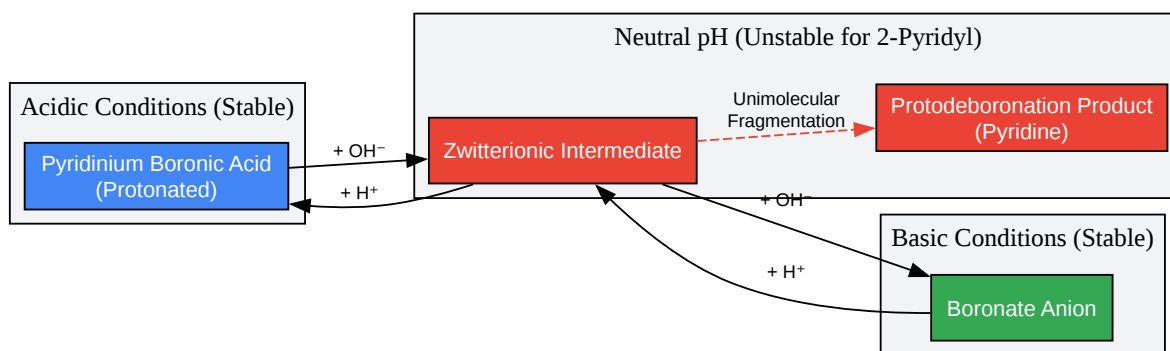 Neutral pH (Unstable for 2-Pyridyl)
Acidic Conditions (Stable)
Unimolecular
Fragmentation
Protodeboronation Product
(Pyridine)
Pyridinium Boronic Acid
(Protonated)
+ OH⁻
Zwitterionic Intermediate
+ H⁺
+ OH⁻
Basic Conditions (Stable)
+ H⁺
Boronate Anion